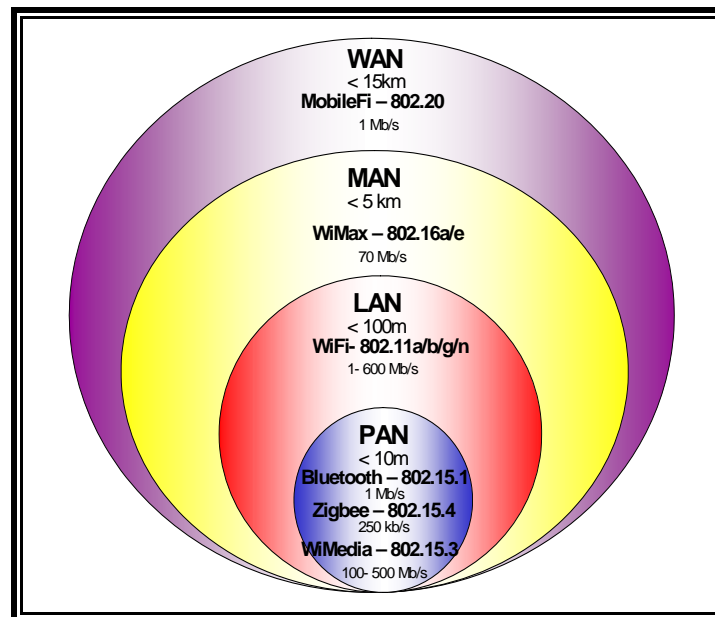 WAN
< 15km
MobileFi – 802.20
1 Mb/s
MAN
< 5 km
WiMax – 802.16a/e
70 Mb/s
LAN
< 100m
WiFi- 802.11a/b/g/n
1- 600 Mb/s
PAN
< 10m
Bluetooth – 802.15.1
1 Mb/s
Zigbee – 802.15.4
250 kb/s
WiMedia – 802.15.3
100- 500 Mb/s